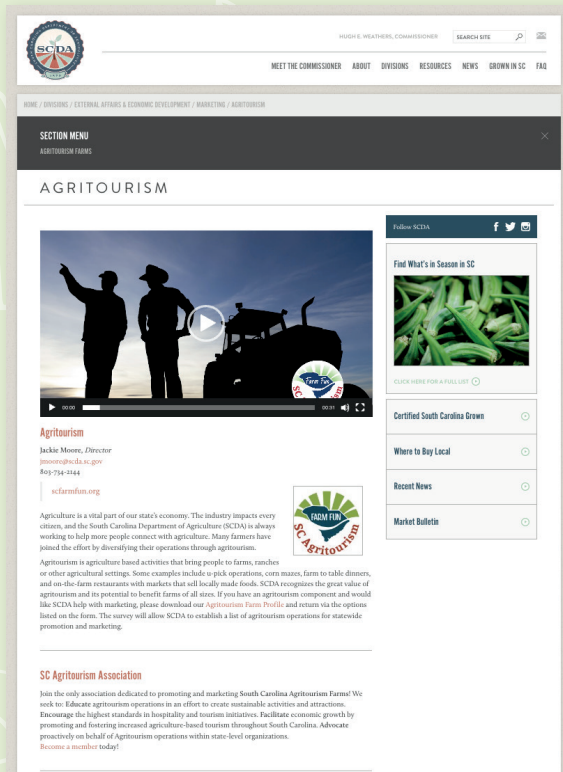 SCDA
HUGH E. WEATHERS, COMMISSIONER
SEARCH SITE
MEET THE COMMISSIONER ABOUT DIVISIONS RESOURCES NEWS GROWN IN SC FAQ
HOME / DIVISIONS / EXTERNAL AFFAIRS & ECONOMIC DEVELOPMENT / MARKETING / AGRITOURISM
SECTION MENU
AGRITOURISM FARMS
AGRITOURISM
Farm Fun
00:00
00:31
Agritourism
Jackie Moore, Director
jmoore@scda.sc.gov
803-734-2144
scfarmfun.org
Agriculture is a vital part of our state's economy. The industry impacts every
citizen, and the South Carolina Department of Agriculture (SCDA) is always
working to help more people connect with agriculture. Many farmers have
joined the effort by diversifying their operations through agritourism.
FARM FUN
SC Agritourism
Agritourism is agriculture based activities that bring people to farms, ranches
or other agricultural settings. Some examples include u-pick operations, corn mazes, farm to table dinners,
and on-the-farm restaurants with markets that sell locally made foods. SCDA recognizes the great value of
agritourism and its potential to benefit farms of all sizes. If you have an agritourism component and would
like SCDA help with marketing, please download our Agritourism Farm Profile and return via the options
listed on the form. The survey will allow SCDA to establish a list of agritourism operations for statewide
promotion and marketing.
SC Agritourism Association
Join the only association dedicated to promoting and marketing South Carolina Agritourism Farms! We
seek to: Educate agritourism operations in an effort to create sustainable activities and attractions.
Encourage the highest standards in hospitality and tourism initiatives. Facilitate economic growth by
promoting and fostering increased agriculture-based tourism throughout South Carolina. Advocate
proactively on behalf of Agritourism operations within state-level organizations.
Become a member today!
Follow SCDA
Find What's in Season in SC
CLICK HERE FOR A FULL LIST
Certified South Carolina Grown
Where to Buy Local
Recent News
Market Bulletin